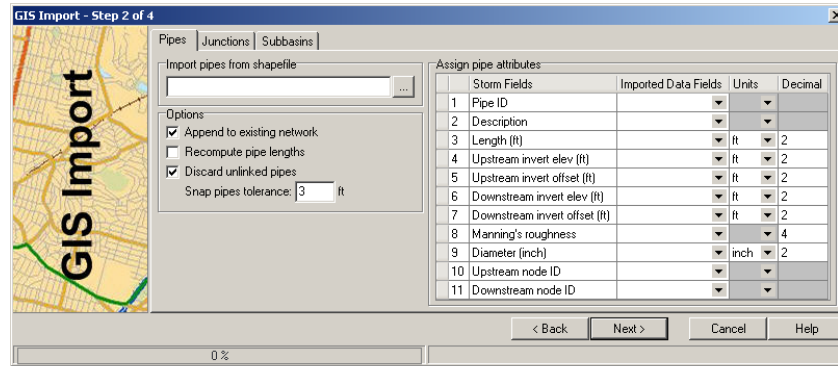 GIS Import - Step 2 of 4
GIS Import
Pipes Junctions Subbasins
Import pipes from shapefile
...
Options
Append to existing network
Recompute pipe lengths
Discard unlinked pipes
Snap pipes tolerance: 3 ft
Assign pipe attributes
Storm Fields Imported Data Fields Units Decimal
1 Pipe ID
2 Description
3 Length (ft) ft 2
4 Upstream invert elev (ft) ft 2
5 Upstream invert offset (ft) ft 2
6 Downstream invert elev (ft) ft 2
7 Downstream invert offset (ft) ft 2
8 Manning's roughness 4
9 Diameter (inch) inch 2
10 Upstream node ID
11 Downstream node ID
< Back Next > Cancel Help
0 %